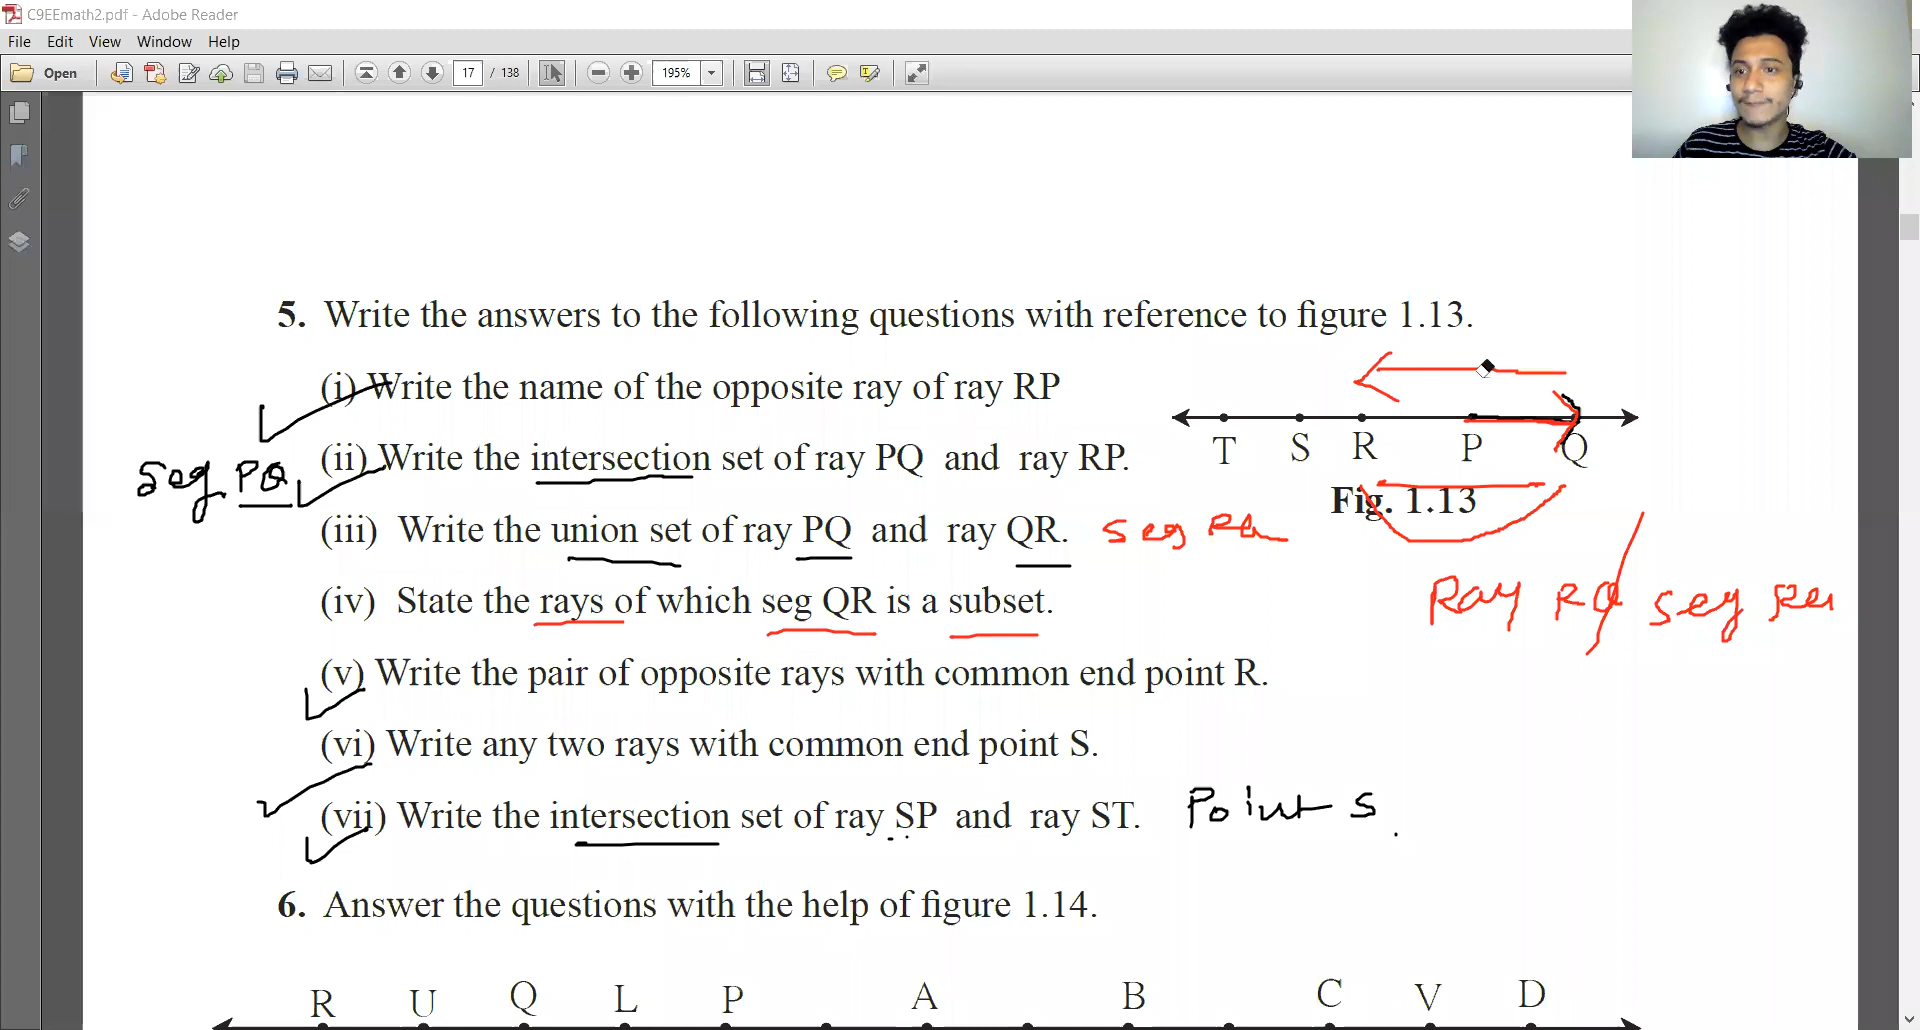 C9EEmath2.pdf - Adobe Reader
File Edit View Window Help
Open 17 / 138 195%
5. Write the answers to the following questions with reference to figure 1.13.
(i) Write the name of the opposite ray of ray RP
(ii) Write the intersection set of ray PQ and ray RP.
seg PQ
(iii) Write the union set of ray PQ and ray QR. seg RQ
(iv) State the rays of which seg QR is a subset.
(v) Write the pair of opposite rays with common end point R.
(vi) Write any two rays with common end point S.
(vii) Write the intersection set of ray SP and ray ST. Point S.
T S R P Q
Fig. 1.13
Ray RQ / seg
6. Answer the questions with the help of figure 1.14.
R U Q L P A B C V D